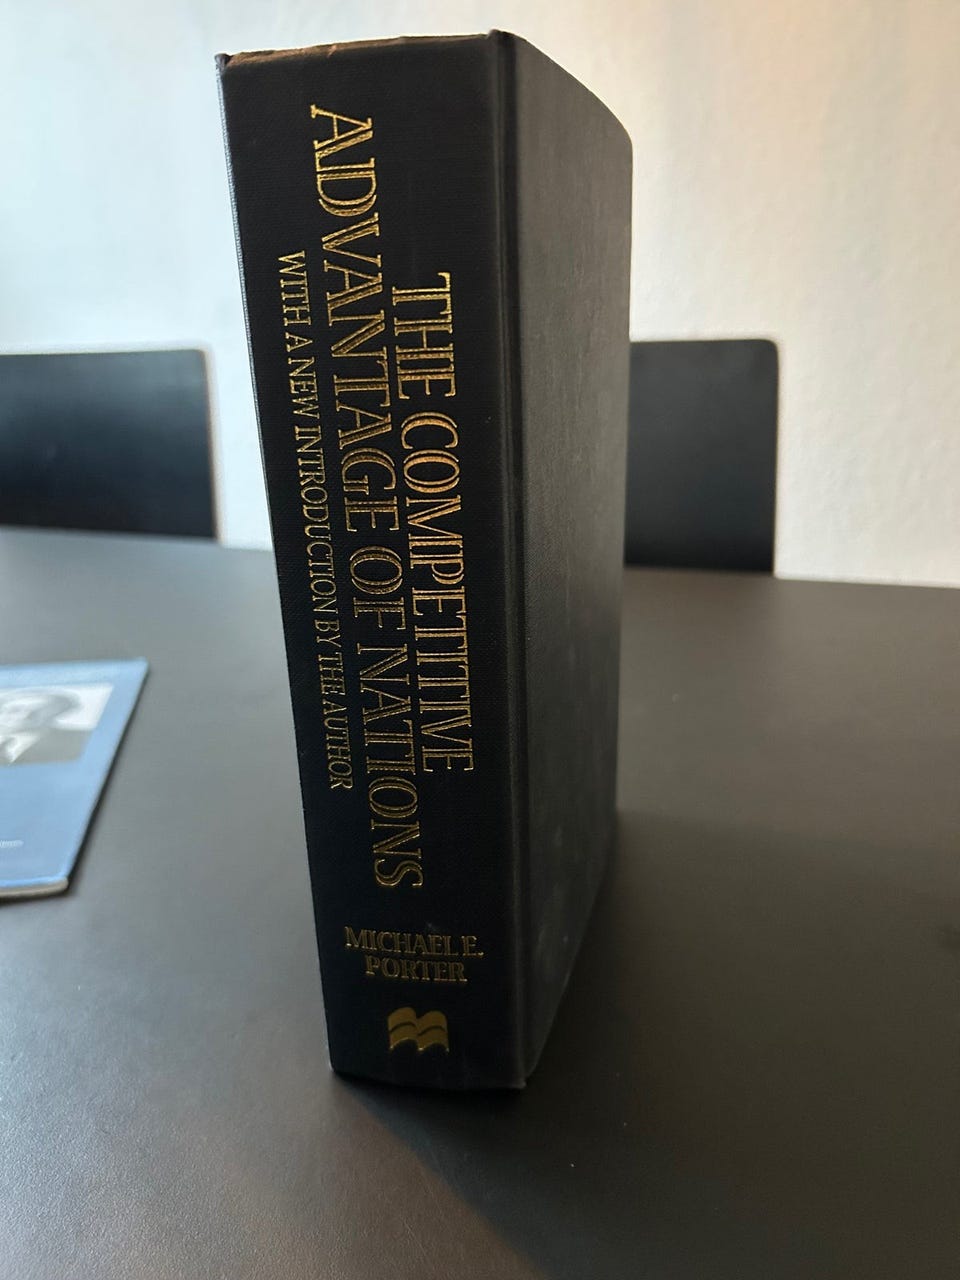 THE COMPETITIVE
ADVANTAGE OF NATIONS
WITH A NEW INTRODUCTION BY THE AUTHOR
MICHAEL E.
PORTER